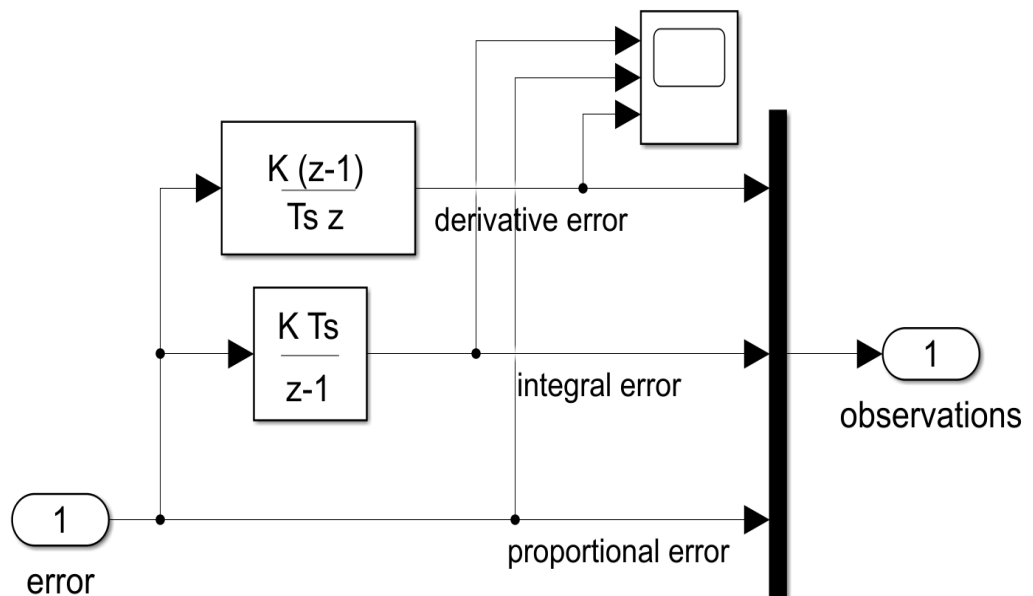 K (z-1)
Ts z
derivative error
K Ts
z-1
integral error
1
observations
1
proportional error
error